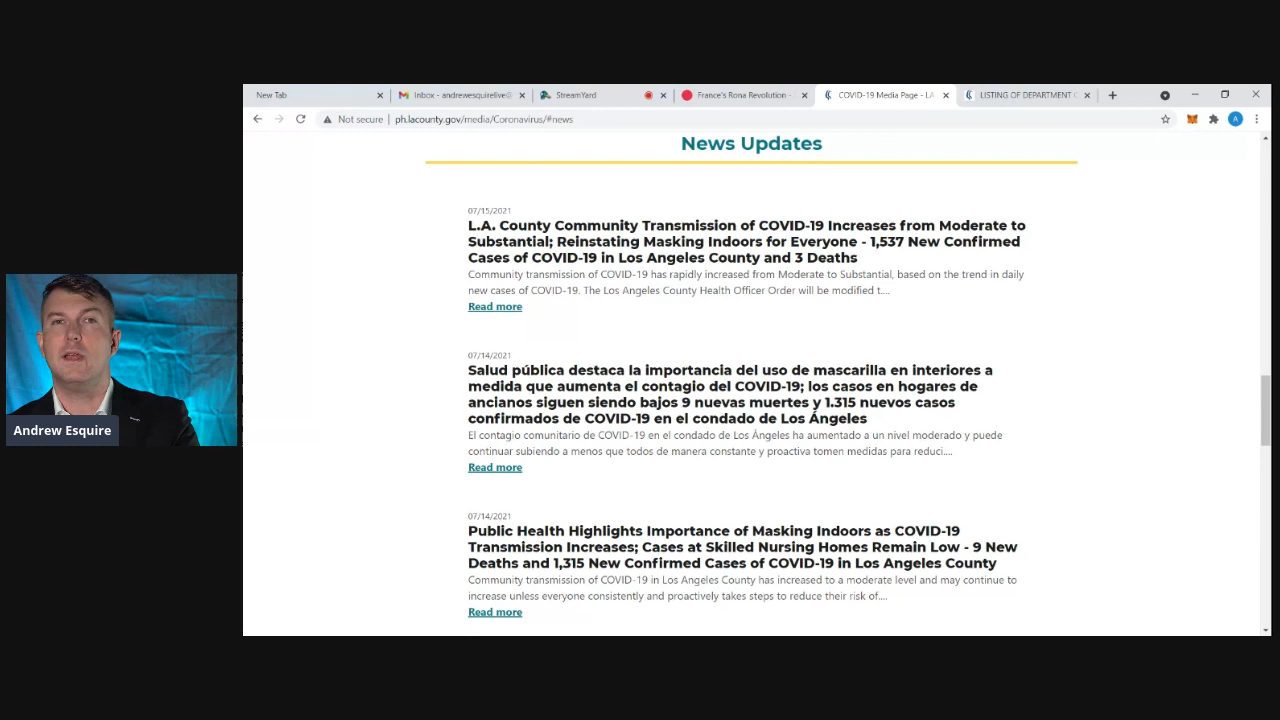 New Tab
Inbox - andrewesquirelive@
StreamYard
France's Rona Revolution -
COVID-19 Media Page - LA
LISTING OF DEPARTMENT
Not secure | ph.lacounty.gov/media/Coronavirus/#news
A
News Updates
07/15/2021
L.A. County Community Transmission of COVID-19 Increases from Moderate to
Substantial; Reinstating Masking Indoors for Everyone - 1,537 New Confirmed
Cases of COVID-19 in Los Angeles County and 3 Deaths
Community transmission of COVID-19 has rapidly increased from Moderate to Substantial, based on the trend in daily
new cases of COVID-19. The Los Angeles County Health Officer Order will be modified t....
Read more
07/14/2021
Salud pública destaca la importancia del uso de mascarilla en interiores a
medida que aumenta el contagio del COVID-19; los casos en hogares de
ancianos siguen siendo bajos 9 nuevas muertes y 1.315 nuevos casos
confirmados de COVID-19 en el condado de Los Ángeles
El contagio comunitario de COVID-19 en el condado de Los Ángeles ha aumentado a un nivel moderado y puede
continuar subiendo a menos que todos de manera constante y proactiva tomen medidas para reduci....
Read more
07/14/2021
Public Health Highlights Importance of Masking Indoors as COVID-19
Transmission Increases; Cases at Skilled Nursing Homes Remain Low - 9 New
Deaths and 1,315 New Confirmed Cases of COVID-19 in Los Angeles County
Community transmission of COVID-19 in Los Angeles County has increased to a moderate level and may continue to
increase unless everyone consistently and proactively takes steps to reduce their risk of....
Read more
Andrew Esquire